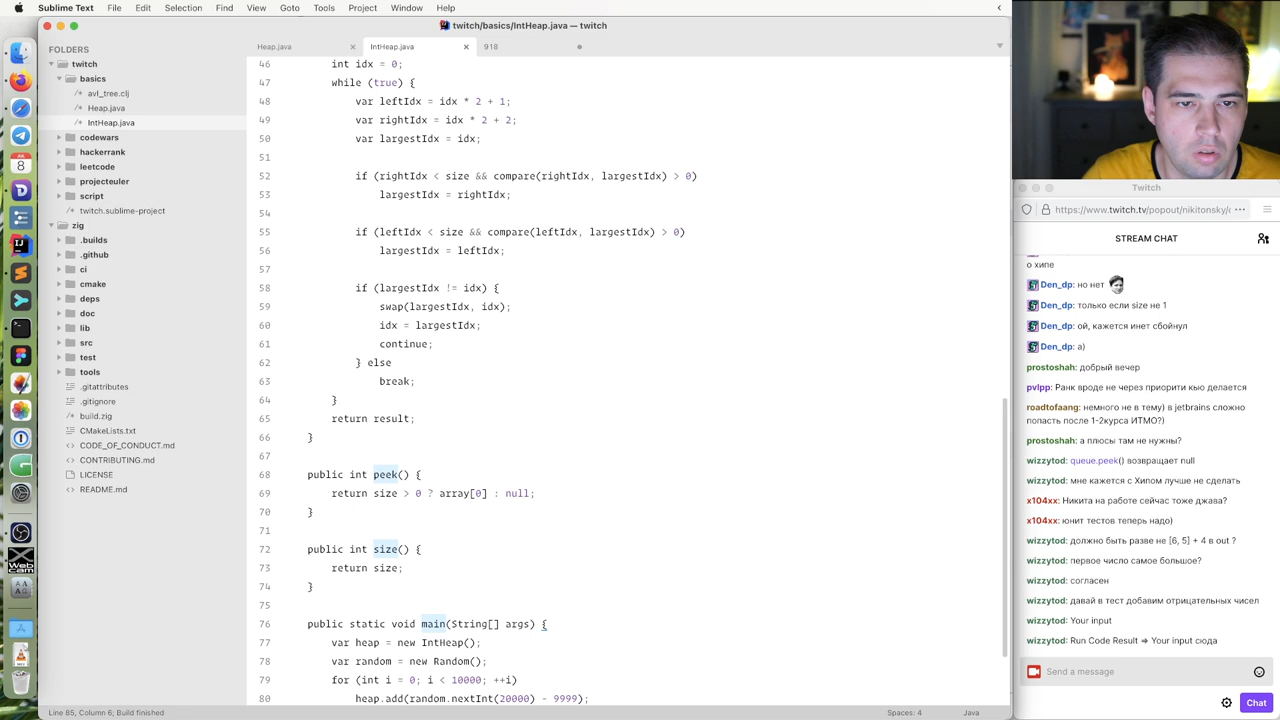 Sublime Text File Edit Selection Find View Goto Tools Project Window Help
twitch/basics/IntHeap.java — twitch
FOLDERS
twitch
basics
avl_tree.clj
Heap.java
IntHeap.java
codewars
hackerrank
leetcode
projecteuler
script
twitch.sublime-project
zig
.builds
.github
ci
cmake
deps
doc
lib
src
test
tools
.gitattributes
.gitignore
build.zig
CMakeLists.txt
CODE_OF_CONDUCT.md
CONTRIBUTING.md
LICENSE
README.md
Heap.java IntHeap.java 918
46 int idx = 0;
47 while (true) {
48 var leftIdx = idx * 2 + 1;
49 var rightIdx = idx * 2 + 2;
50 var largestIdx = idx;
51
52 if (rightIdx < size && compare(rightIdx, largestIdx) > 0)
53 largestIdx = rightIdx;
54
55 if (leftIdx < size && compare(leftIdx, largestIdx) > 0)
56 largestIdx = leftIdx;
57
58 if (largestIdx != idx) {
59 swap(largestIdx, idx);
60 idx = largestIdx;
61 continue;
62 } else
63 break;
64 }
65 return result;
66 }
67
68 public int peek() {
69 return size > 0 ? array[0] : null;
70 }
71
72 public int size() {
73 return size;
74 }
75
76 public static void main(String[] args) {
77 var heap = new IntHeap();
78 var random = new Random();
79 for (int i = 0; i < 10000; ++i)
80 heap.add(random.nextInt(20000) - 9999);
Line 85, Column 6; Build finished
Spaces: 4 Java
Twitch
https://www.twitch.tv/popout/nikitonsky/
STREAM CHAT
о хипе
Den_dp: но нет
Den_dp: только если size не 1
Den_dp: ой, кажется инет сбойнул
Den_dp: а)
prostoshah: добрый вечер
pvlpp: Ранк вроде не через приорити кью делается
roadtofaang: немного не в тему) в jetbrains сложно
попасть после 1-2курса ИТМО?)
prostoshah: а плюсы там не нужны?
wizzytod: queue.peek() возвращает null
wizzytod: мне кажется с Хипом лучше не сделать
x104xx: Никита на работе сейчас тоже джава?
x104xx: юнит тестов теперь надо)
wizzytod: должно быть разве не [6, 5] + 4 в out ?
wizzytod: первое число самое большое?
wizzytod: согласен
wizzytod: давай в тест добавим отрицательных чисел
wizzytod: Your input
wizzytod: Run Code Result => Your input сюда
Send a message
Chat